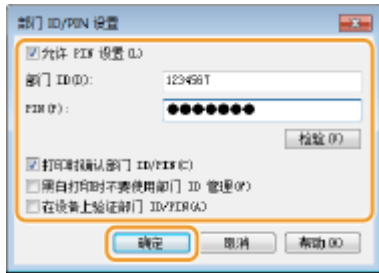 部门 ID/PIN 设置
允许 PIN 设置(L)
部门 ID(D):
1234567
PIN(P):
●●●●●●●
检验(V)
打印时确认部门 ID/PIN(C)
黑白打印时不要使用部门 ID 管理(M)
在设备上验证部门 ID/PIN(A)
确定
取消
帮助(H)